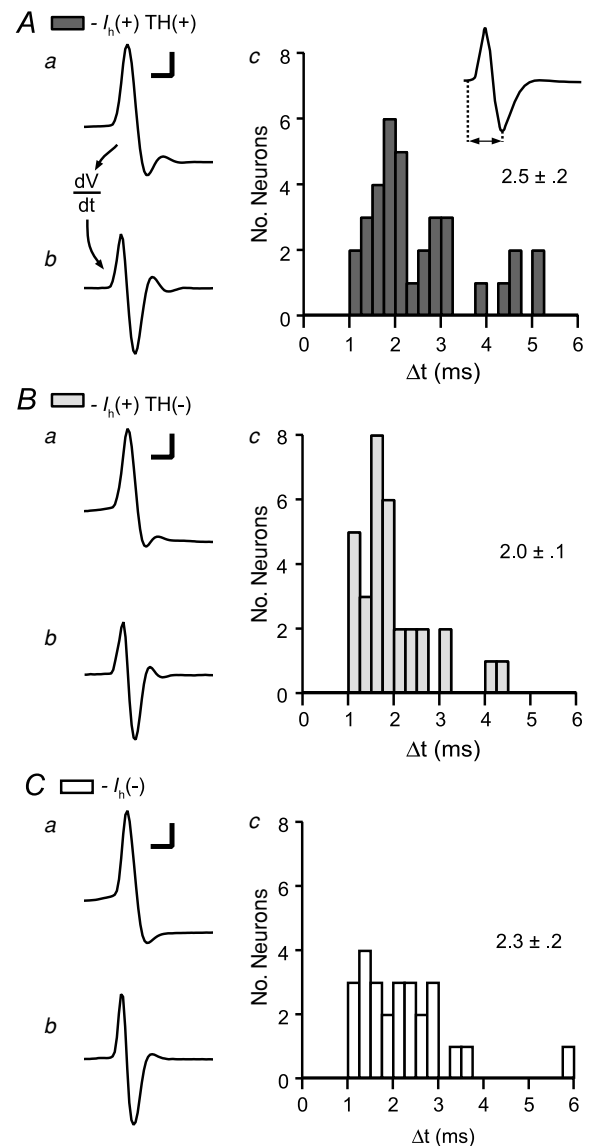 A - Ih(+) TH(+)
a
dV
dt
b
c
2.5 ± .2
No. Neurons
8
6
4
2
0
0 1 2 3 4 5 6
Δt (ms)
B - Ih(+) TH(-)
a
b
c
2.0 ± .1
No. Neurons
8
6
4
2
0
0 1 2 3 4 5 6
Δt (ms)
C - Ih(-)
a
b
c
2.3 ± .2
No. Neurons
8
6
4
2
0
0 1 2 3 4 5 6
Δt (ms)